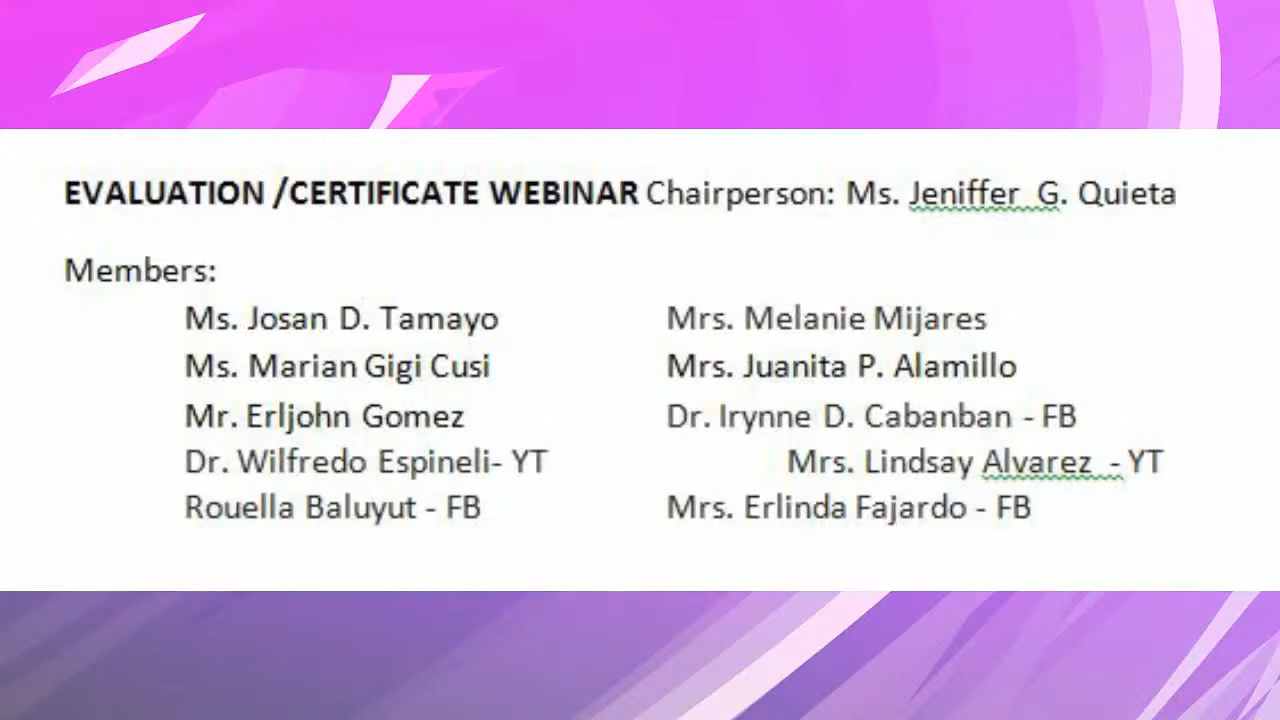 EVALUATION /CERTIFICATE WEBINAR Chairperson: Ms. Jeniffer G. Quieta
Members:
Ms. Josan D. Tamayo Mrs. Melanie Mijares
Ms. Marian Gigi Cusi Mrs. Juanita P. Alamillo
Mr. Erljohn Gomez Dr. Irynne D. Cabanban - FB
Dr. Wilfredo Espineli- YT Mrs. Lindsay Alvarez - YT
Rouella Baluyut - FB Mrs. Erlinda Fajardo - FB